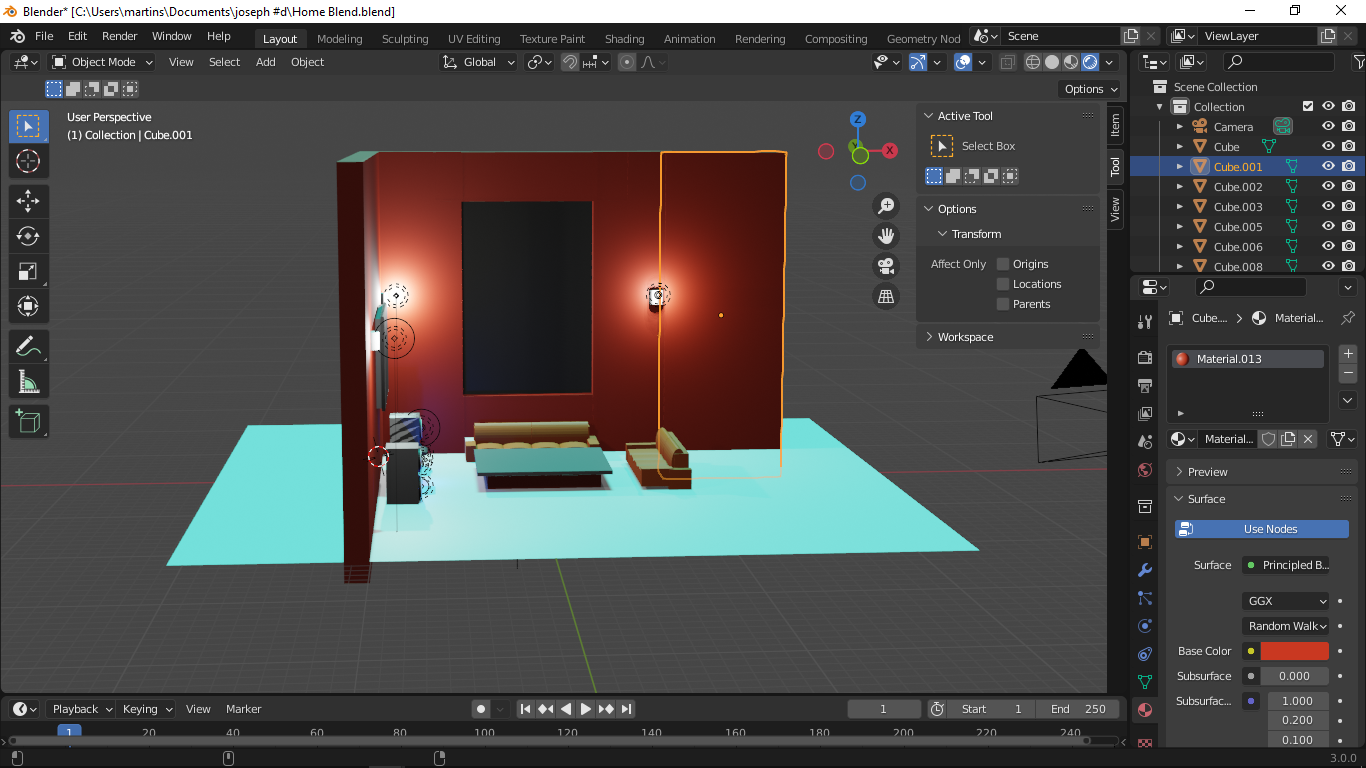 Blender* [C:\Users\martins\Documents\joseph #d\Home Blend.blend]
File Edit Render Window Help Layout Modeling Sculpting UV Editing Texture Paint Shading Animation Rendering Compositing Geometry Nod Scene ViewLayer
Object Mode View Select Add Object Global
Options
User Perspective
(1) Collection | Cube.001
Z
Y
X
Active Tool
Select Box
Options
Transform
Affect Only Origins
Locations
Parents
Workspace
Item
Tool
View
Scene Collection
Collection
Camera
Cube
Cube.001
Cube.002
Cube.003
Cube.005
Cube.006
Cube.008
Cube.... Material...
Material.013
Material...
Preview
Surface
Use Nodes
Surface Principled B...
GGX
Random Walk
Base Color
Subsurface 0.000
Subsurfac... 1.000
0.200
0.100
Playback Keying View Marker 1 Start 1 End 250
1 20 40 60 80 100 120 140 160 180 200 220 240
3.0.0